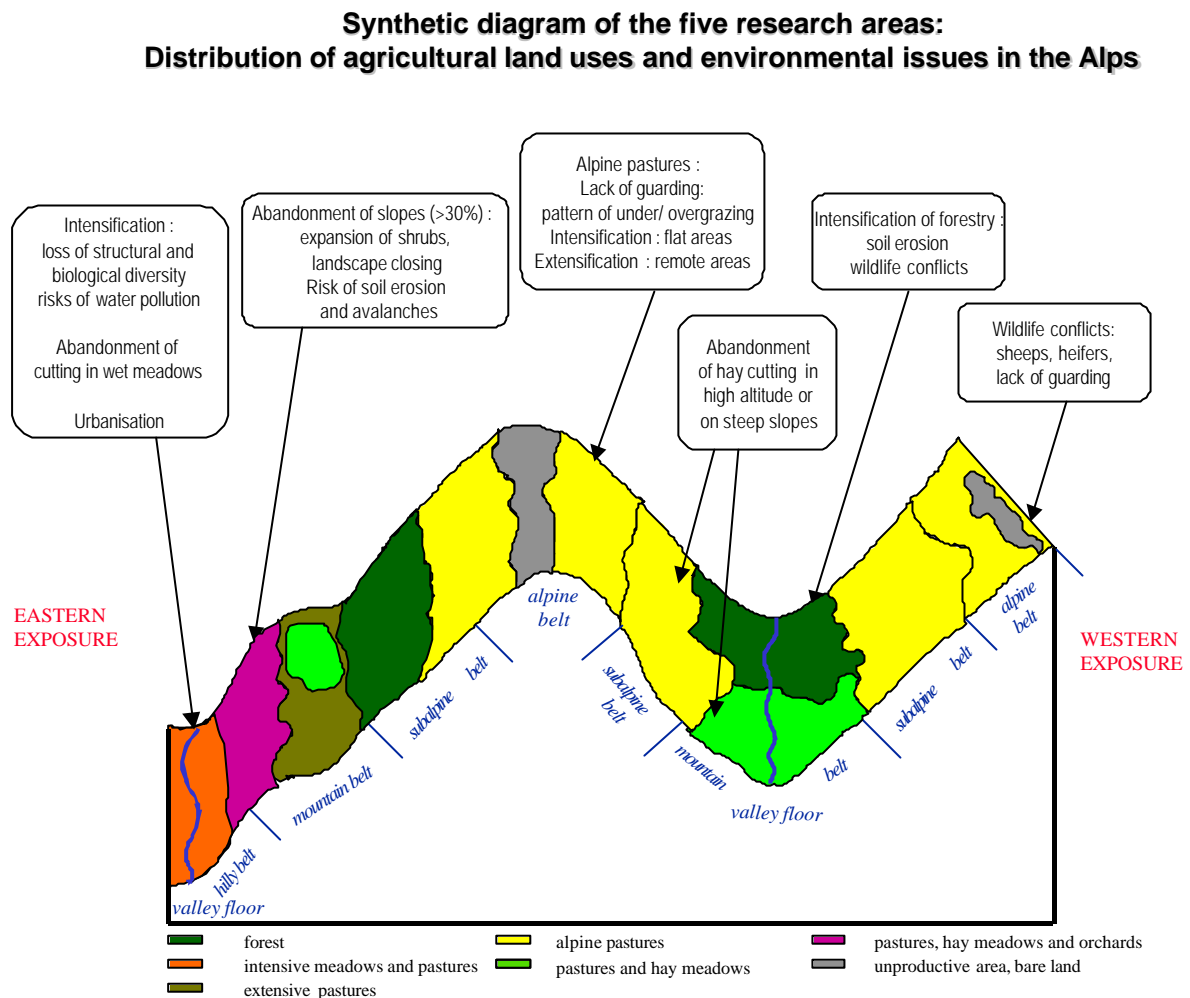 Synthetic diagram of the five research areas:
Distribution of agricultural land uses and environmental issues in the Alps
Intensification :
loss of structural and
biological diversity
risks of water pollution
Abandonment of
cutting in wet meadows
Urbanisation
Abandonment of slopes (>30%) :
expansion of shrubs,
landscape closing
Risk of soil erosion
and avalanches
Alpine pastures :
Lack of guarding:
pattern of under/ overgrazing
Intensification : flat areas
Extensification : remote areas
Abandonment
of hay cutting in
high altitude or
on steep slopes
Intensification of forestry :
soil erosion
wildlife conflicts
Wildlife conflicts:
sheeps, heifers,
lack of guarding
EASTERN
EXPOSURE
WESTERN
EXPOSURE
valley floor
hilly belt
mountain belt
subalpine belt
alpine
belt
subalpine
belt
mountain belt
valley floor
subalpine belt
alpine
belt
forest
intensive meadows and pastures
extensive pastures
alpine pastures
pastures and hay meadows
pastures, hay meadows and orchards
unproductive area, bare land